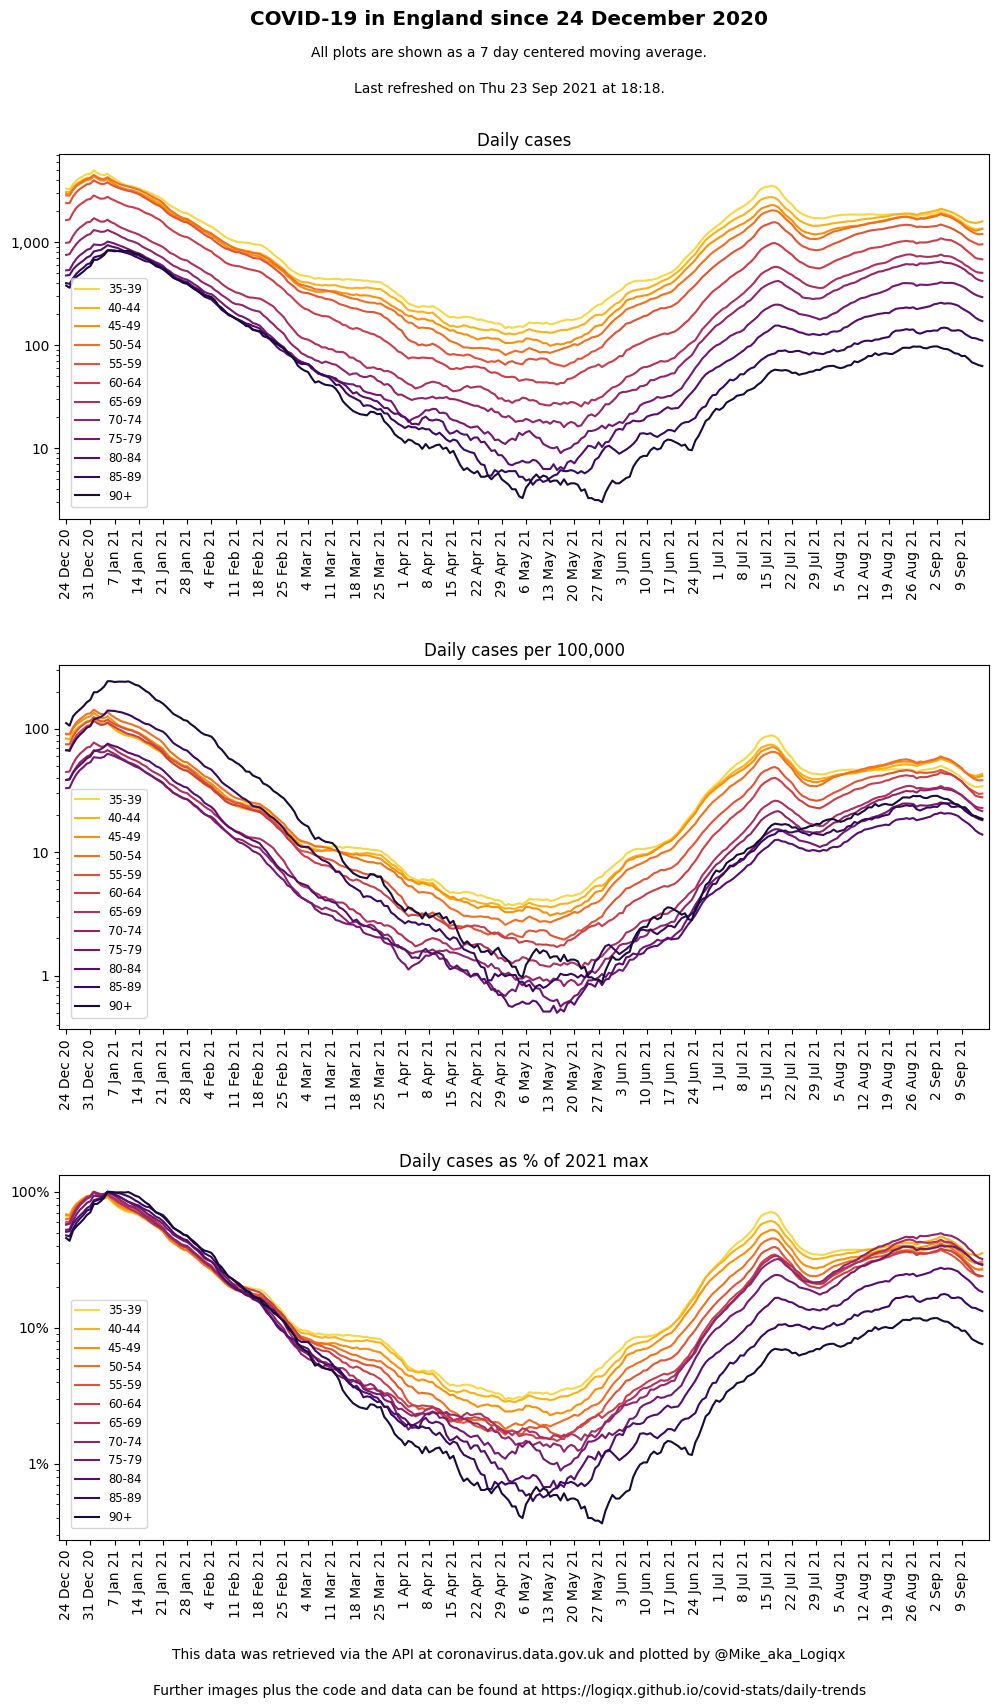 COVID-19 in England since 24 December 2020
All plots are shown as a 7 day centered moving average.
Last refreshed on Thu 23 Sep 2021 at 18:18.
Daily cases
1,000
100
10
35-39
40-44
45-49
50-54
55-59
60-64
65-69
70-74
75-79
80-84
85-89
90+
24 Dec 20
31 Dec 20
7 Jan 21
14 Jan 21
21 Jan 21
28 Jan 21
4 Feb 21
11 Feb 21
18 Feb 21
25 Feb 21
4 Mar 21
11 Mar 21
18 Mar 21
25 Mar 21
1 Apr 21
8 Apr 21
15 Apr 21
22 Apr 21
29 Apr 21
6 May 21
13 May 21
20 May 21
27 May 21
3 Jun 21
10 Jun 21
17 Jun 21
24 Jun 21
1 Jul 21
8 Jul 21
15 Jul 21
22 Jul 21
29 Jul 21
5 Aug 21
12 Aug 21
19 Aug 21
26 Aug 21
2 Sep 21
9 Sep 21
Daily cases per 100,000
100
10
1
35-39
40-44
45-49
50-54
55-59
60-64
65-69
70-74
75-79
80-84
85-89
90+
24 Dec 20
31 Dec 20
7 Jan 21
14 Jan 21
21 Jan 21
28 Jan 21
4 Feb 21
11 Feb 21
18 Feb 21
25 Feb 21
4 Mar 21
11 Mar 21
18 Mar 21
25 Mar 21
1 Apr 21
8 Apr 21
15 Apr 21
22 Apr 21
29 Apr 21
6 May 21
13 May 21
20 May 21
27 May 21
3 Jun 21
10 Jun 21
17 Jun 21
24 Jun 21
1 Jul 21
8 Jul 21
15 Jul 21
22 Jul 21
29 Jul 21
5 Aug 21
12 Aug 21
19 Aug 21
26 Aug 21
2 Sep 21
9 Sep 21
Daily cases as % of 2021 max
100%
10%
1%
35-39
40-44
45-49
50-54
55-59
60-64
65-69
70-74
75-79
80-84
85-89
90+
24 Dec 20
31 Dec 20
7 Jan 21
14 Jan 21
21 Jan 21
28 Jan 21
4 Feb 21
11 Feb 21
18 Feb 21
25 Feb 21
4 Mar 21
11 Mar 21
18 Mar 21
25 Mar 21
1 Apr 21
8 Apr 21
15 Apr 21
22 Apr 21
29 Apr 21
6 May 21
13 May 21
20 May 21
27 May 21
3 Jun 21
10 Jun 21
17 Jun 21
24 Jun 21
1 Jul 21
8 Jul 21
15 Jul 21
22 Jul 21
29 Jul 21
5 Aug 21
12 Aug 21
19 Aug 21
26 Aug 21
2 Sep 21
9 Sep 21
This data was retrieved via the API at coronavirus.data.gov.uk and plotted by @Mike_aka_Logiqx
Further images plus the code and data can be found at https://logiqx.github.io/covid-stats/daily-trends